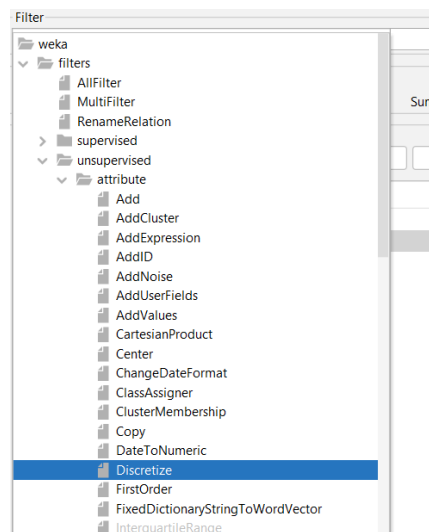 Filter
weka
filters
AllFilter
MultiFilter
Sur
RenameRelation
supervised
unsupervised
attribute
Add
AddCluster
AddExpression
AddID
AddNoise
AddUserFields
AddValues
CartesianProduct
Center
ChangeDateFormat
ClassAssigner
ClusterMembership
Copy
DateToNumeric
Discretize
FirstOrder
FixedDictionaryStringToWordVector
InterquartileRange